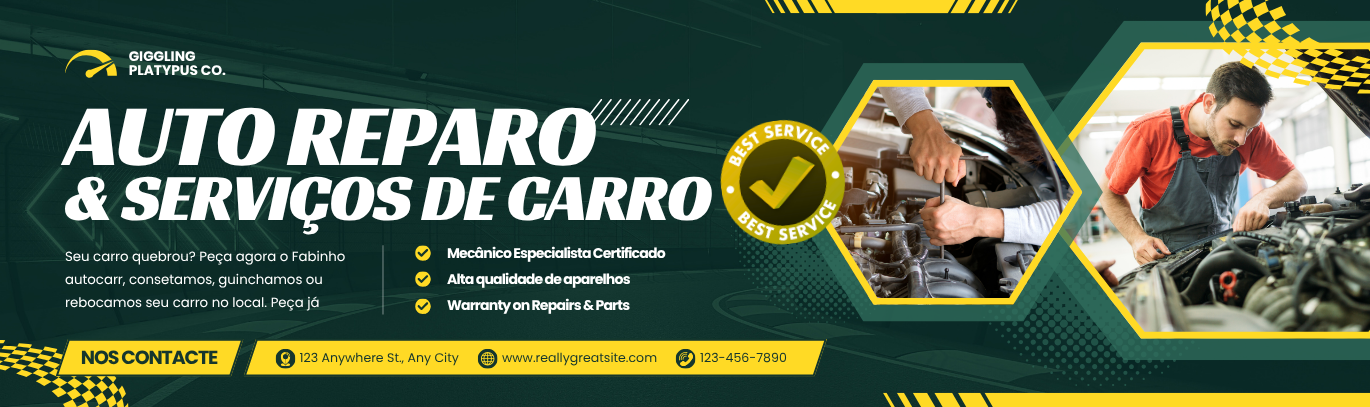 GIGGLING
PLATYPUS CO.
AUTO REPARO
& SERVIÇOS DE CARRO
BEST SERVICE
BEST SERVICE
Seu carro quebrou? Peça agora o Fabinho
autocarr, consetamos, guinchamos ou
rebocamos seu carro no local. Peça já
Mecânico Especialista Certificado
Alta qualidade de aparelhos
Warranty on Repairs & Parts
NOS CONTACTE
123 Anywhere St., Any City
www.reallygreatsite.com
123-456-7890